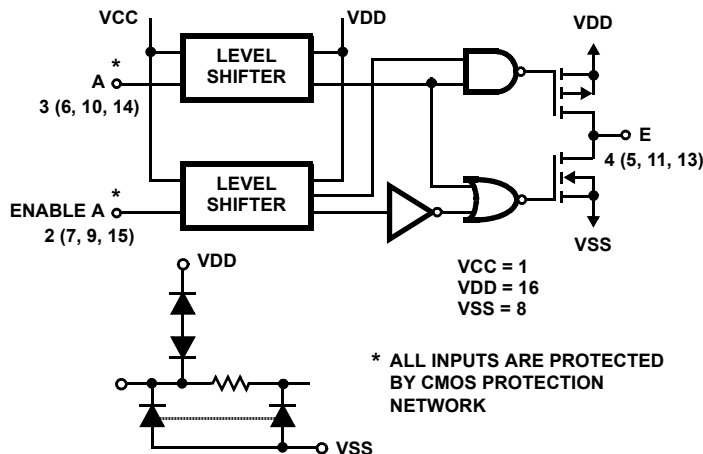 VCC
VDD
VDD
LEVEL
SHIFTER
*
A
3 (6, 10, 14)
E
4 (5, 11, 13)
LEVEL
SHIFTER
*
ENABLE A
2 (7, 9, 15)
VSS
VCC = 1
VDD = 16
VSS = 8
VDD
* ALL INPUTS ARE PROTECTED
BY CMOS PROTECTION
NETWORK
VSS